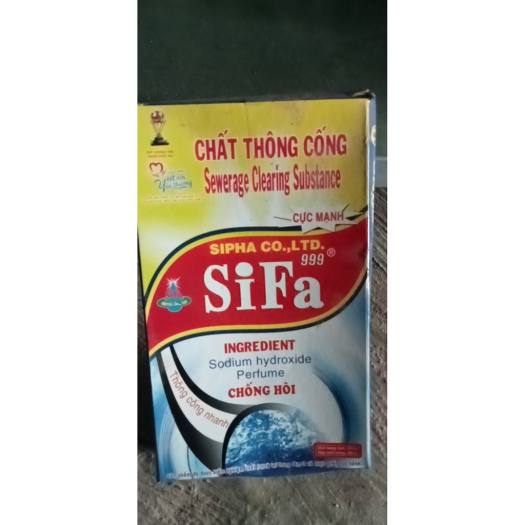 CHẤT THÔNG CỐNG
Sewerage Clearing Substance
CỰC MẠNH
SIPHA CO.,LTD.
999®
SiFa
INGREDIENT
Sodium hydroxide
Perfume
CHỐNG HÔI
Thông cống nhanh